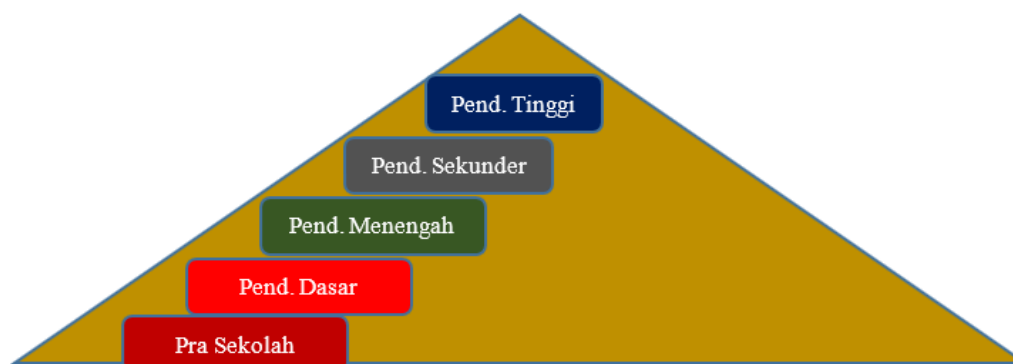 Pend. Tinggi
Pend. Sekunder
Pend. Menengah
Pend. Dasar
Pra Sekolah